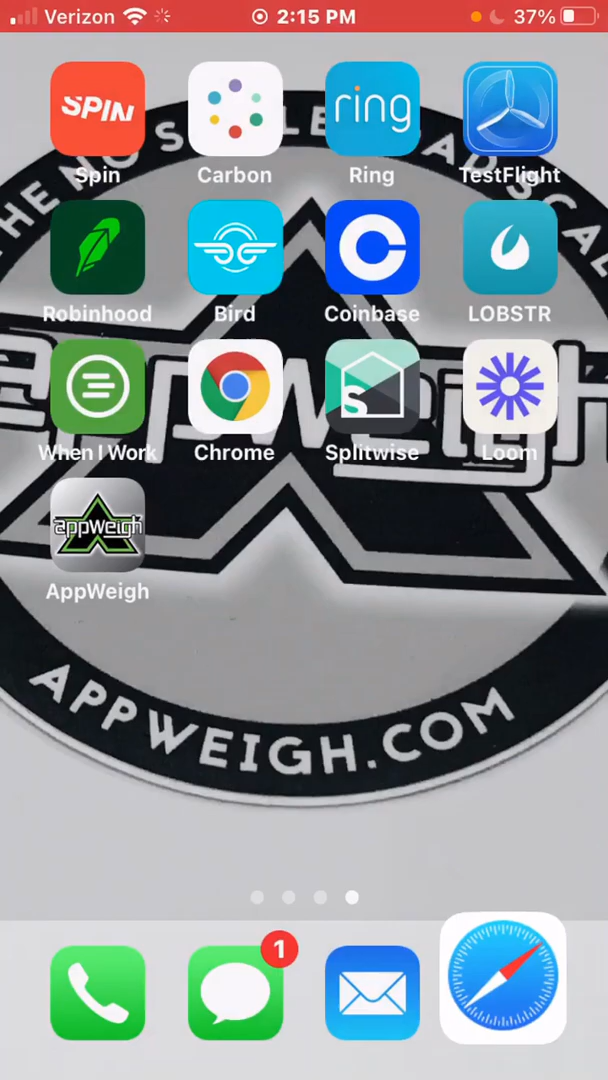 Verizon 2:15 PM 37%
SPIN ring
Spin Carbon Ring TestFlight
Robinhood Bird Coinbase LOBSTR
S
When I Work Chrome Splitwise Loom
appweigh
AppWeigh
APPWEIGH.COM
1